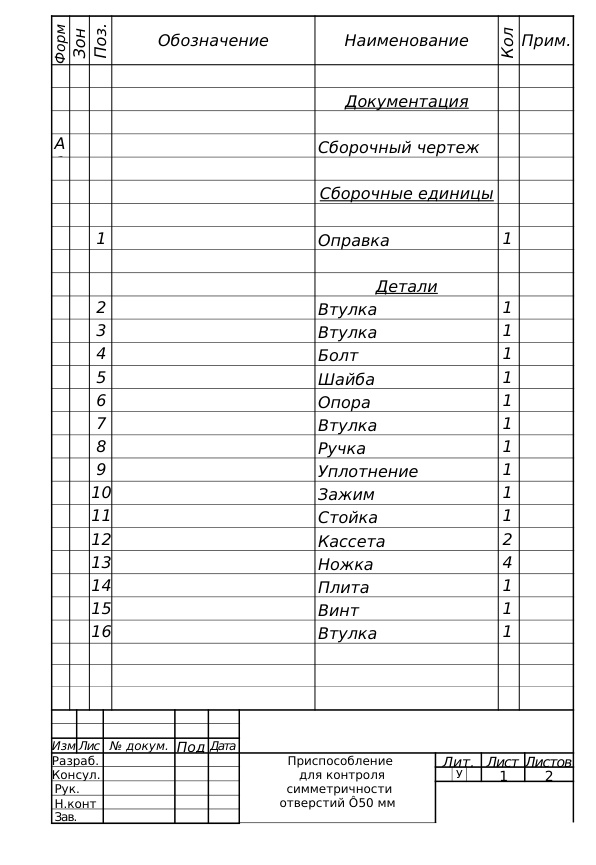 Форм Зон Поз. Обозначение Наименование Кол Прим.
Документация
А Сборочный чертеж
Сборочные единицы
1 Оправка 1
Детали
2 Втулка 1
3 Втулка 1
4 Болт 1
5 Шайба 1
6 Опора 1
7 Втулка 1
8 Ручка 1
9 Уплотнение 1
10 Зажим 1
11 Стойка 1
12 Кассета 2
13 Ножка 4
14 Плита 1
15 Винт 1
16 Втулка 1
Изм Лис № докум. Под Дата
Разраб.
Консул.
Рук.
Н.конт
Зав.
Приспособление
для контроля
симметричности
отверстий Ô50 мм
Лит. Лист Листов
У 1 2